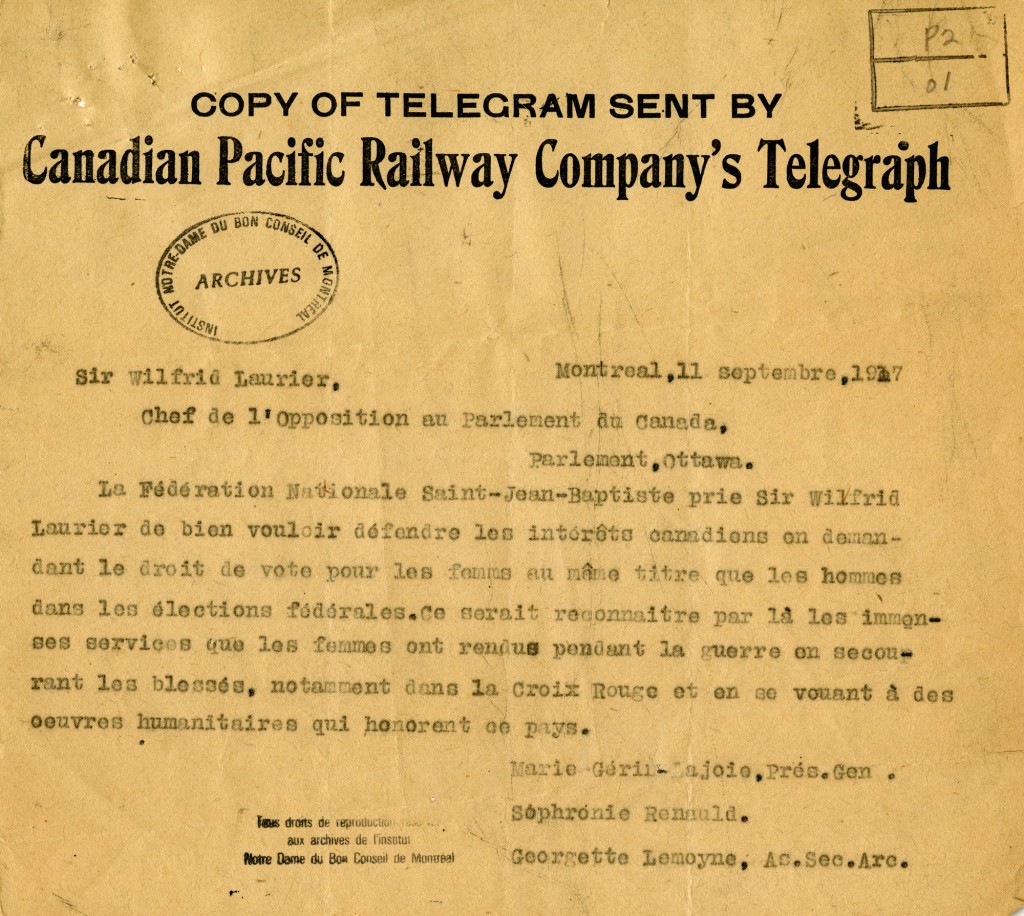 P2
01
COPY OF TELEGRAM SENT BY
Canadian Pacific Railway Company's Telegraph
INSTITUT NOTRE-DAME DU BON CONSEIL DE MONTREAL
ARCHIVES
Sir Wilfrid Laurier,
Montreal,11 septembre,1917
Chef de l'Opposition au Parlement du Canada,
Parlement,Ottawa.
La Fédération Nationale Saint-Jean-Baptiste prie Sir Wilfrid
Laurier de bien vouloir défendre les intérêts canadiens en deman-
dant le droit de vote pour les femms au même titre que les hommes
dans les élections fédérales.Ce serait reconnaitre par là les immen-
ses services que les femmes ont rendus pendant la guerre en secou-
rant les blessés, notamment dans la Croix Rouge et en se vouant à des
oeuvres humanitaires qui honorent ce pays.
Marie Gérin-Lajoie,Prés.Gen .
Sophronie Renauld.
Georgette Lemoyne, Ac.Sec.Arc.
Tous droits de reproduction
aux archives de l'institut
Notre Dame du Bon Conseil de Montréal